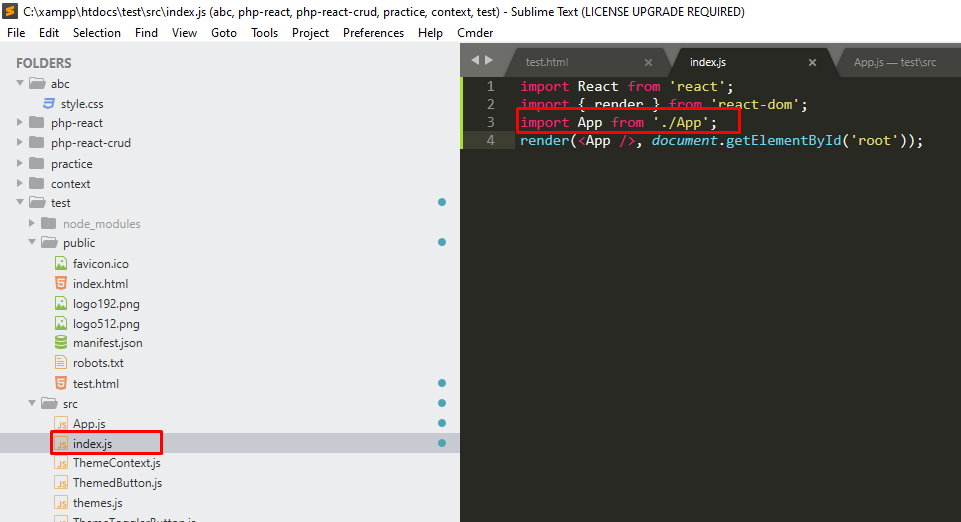 C:\xampp\htdocs\test\src\index.js (abc, php-react, php-react-crud, practice, context, test) - Sublime Text (LICENSE UPGRADE REQUIRED)
File Edit Selection Find View Goto Tools Project Preferences Help Cmder
FOLDERS
abc
style.css
php-react
php-react-crud
practice
context
test
node_modules
public
favicon.ico
index.html
logo192.png
logo512.png
manifest.json
robots.txt
test.html
src
App.js
index.js
ThemeContext.js
ThemedButton.js
themes.js
ThemeTogglerButton.js
test.html index.js App.js — test\src
1 import React from 'react';
2 import { render } from 'react-dom';
3 import App from './App';
4 render(<App />, document.getElementById('root'));